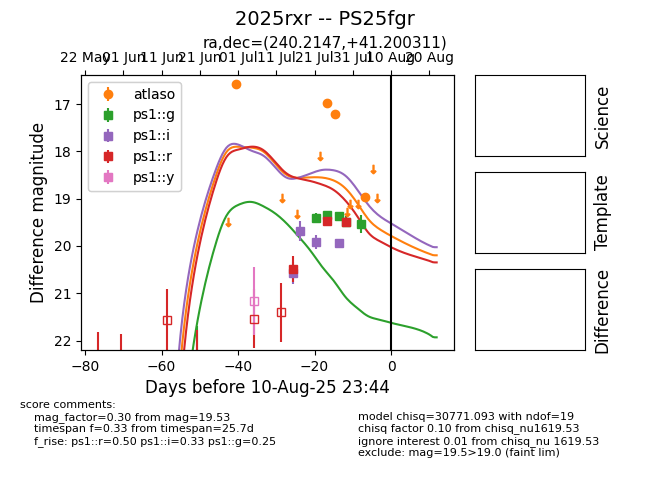 2025rxr -- PS25fgr
ra,dec=(240.2147,+41.200311)
22 May 01 Jun 11 Jun 21 Jun 01 Jul 11 Jul 21 Jul 31 Jul 10 Aug 20 Aug
atlaso
ps1::g
ps1::i
ps1::r
ps1::y
17
18
19
20
21
22
Difference magnitude
−80 −60 −40 −20 0
Days before 10-Aug-25 23:44
Science
Template
Difference
score comments:
mag_factor=0.30 from mag=19.53
timespan f=0.33 from timespan=25.7d
f_rise: ps1::r=0.50 ps1::i=0.33 ps1::g=0.25
model chisq=30771.093 with ndof=19
chisq factor 0.10 from chisq_nu1619.53
ignore interest 0.01 from chisq_nu 1619.53
exclude: mag=19.5>19.0 (faint lim)